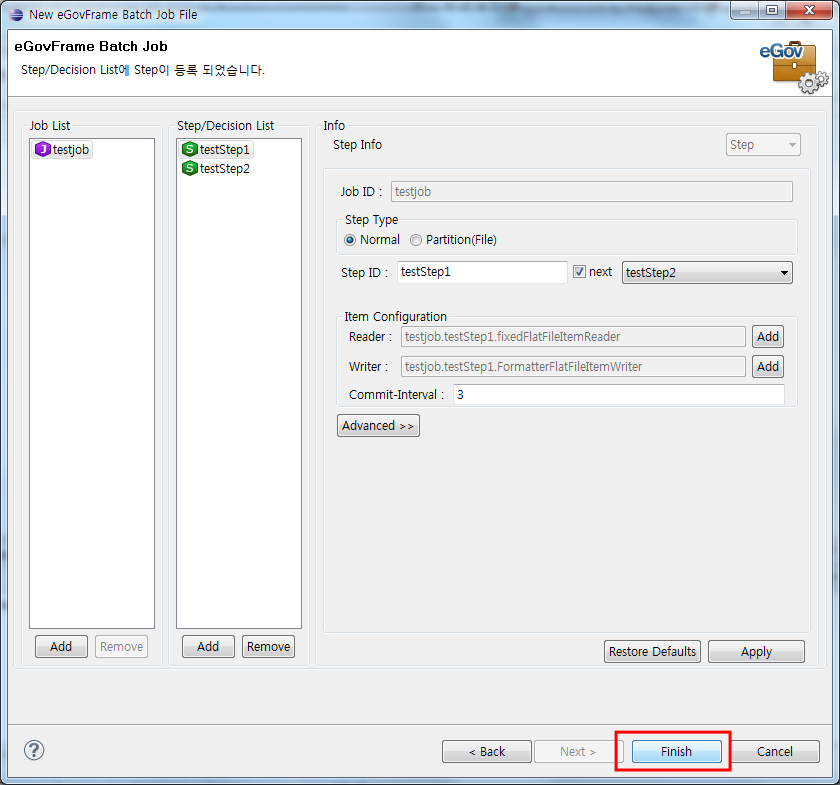 New eGovFrame Batch Job File
eGovFrame Batch Job
Step/Decision List에 Step이 등록 되었습니다.
eGov
Job List
Step/Decision List
Info
J testjob
S testStep1
S testStep2
Step Info
Step
Job ID : testjob
Step Type
Normal Partition(File)
Step ID : testStep1 next testStep2
Item Configuration
Reader : testjob.testStep1.fixedFlatFileItemReader Add
Writer : testjob.testStep1.FormatterFlatFileItemWriter Add
Commit-Interval : 3
Advanced >>
Add Remove
Add Remove
Restore Defaults Apply
? < Back Next > Finish Cancel